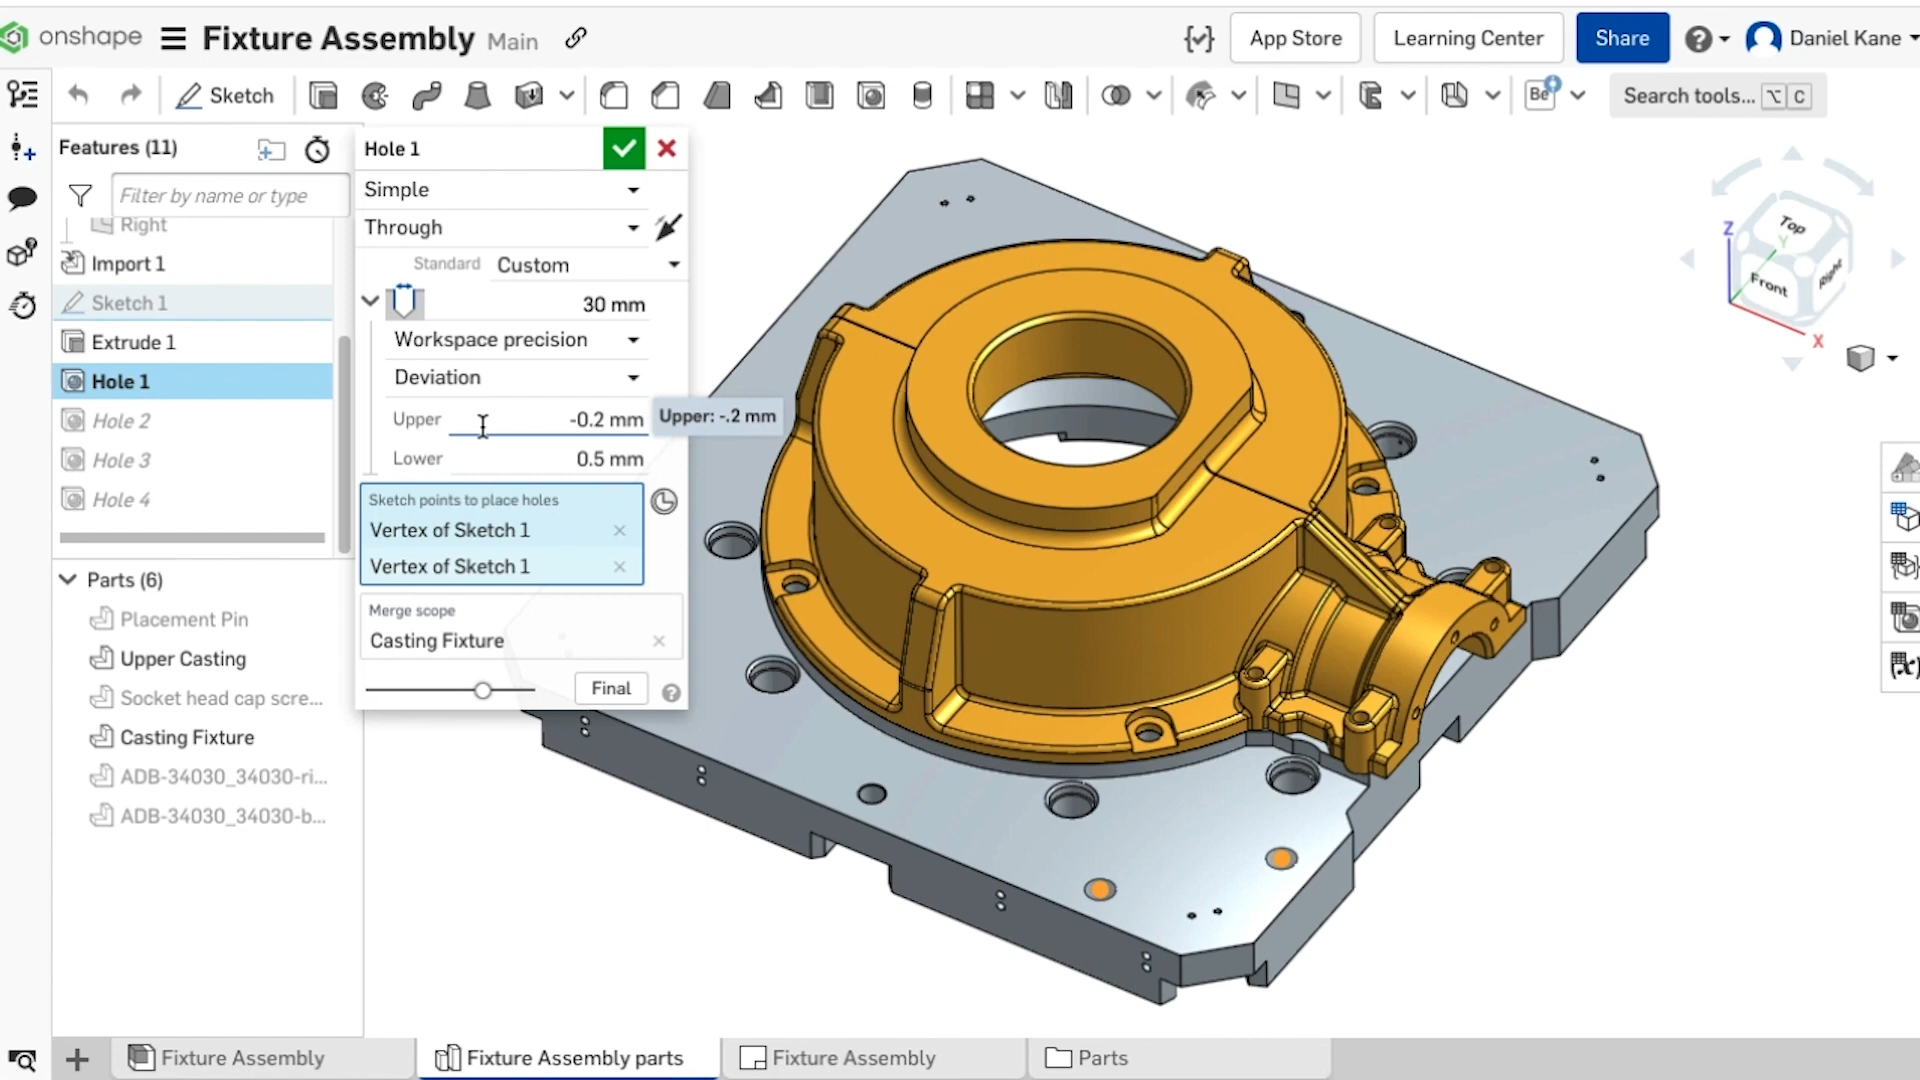 onshape Fixture Assembly Main App Store Learning Center Share Daniel Kane
Sketch Be Search tools... ⌥ C
Features (11)
Filter by name or type
Right
Import 1
Sketch 1
Extrude 1
Hole 1
Hole 2
Hole 3
Hole 4
Parts (6)
Placement Pin
Upper Casting
Socket head cap scre...
Casting Fixture
ADB-34030_34030-ri...
ADB-34030_34030-b...
Hole 1
Simple
Through
Standard Custom
30 mm
Workspace precision
Deviation
Upper -0.2 mm
Upper: -.2 mm
Lower 0.5 mm
Sketch points to place holes
Vertex of Sketch 1
Vertex of Sketch 1
Merge scope
Casting Fixture
Final
Top
Front
Right
Z
Y
X
Fixture Assembly Fixture Assembly parts Fixture Assembly Parts